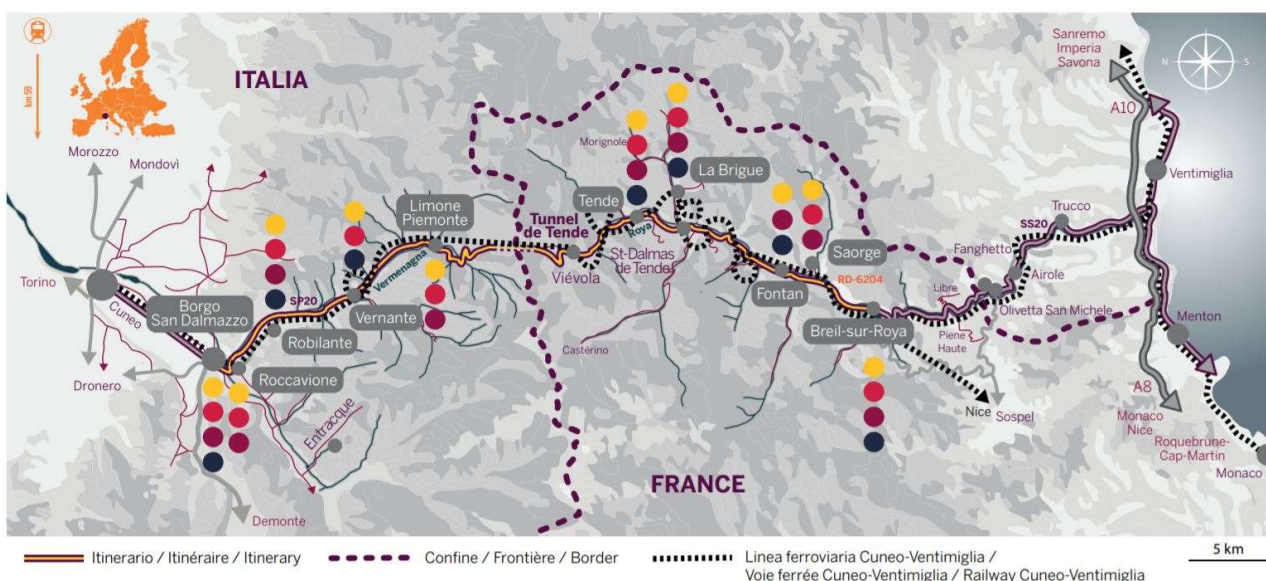 km 59
ITALIA
Morozzo
Mondovì
Torino
Cuneo
Borgo
San Dalmazzo
Dronero
SP20
Robilante
Roccavione
Entracque
Demonte
Vernante
Vermenagna
Limone
Piemonte
Tunnel
de Tende
Viévola
Tende
Morignole
Roya
La Brigue
St-Dalmas
de Tende
Castérino
Fontan
Saorge
RD-6204
Breil-sur-Roya
Libre
Piene
Haute
Nice
Sospel
FRANCE
Fanghetto
Olivetta San Michele
Airole
SS20
Trucco
Sanremo
Imperia
Savona
N
S
A10
Ventimiglia
Menton
A8
Monaco
Nice
Roquebrune-
Cap-Martin
Monaco
Itinerario / Itinéraire / Itinerary
Confine / Frontière / Border
Linea ferroviaria Cuneo-Ventimiglia /
Voie ferrée Cuneo-Ventimiglia / Railway Cuneo-Ventimiglia
5 km